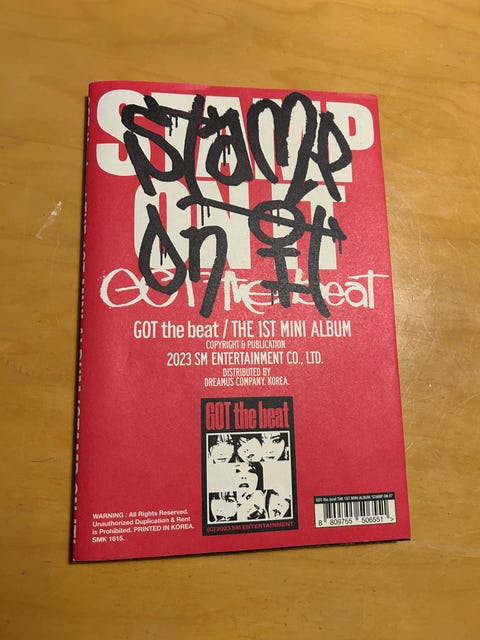 STAMP
ON IT
Stamp
on it
GOT the beat
GOT the beat / THE 1ST MINI ALBUM
COPYRIGHT & PUBLICATION
2023 SM ENTERTAINMENT CO., LTD.
DISTRIBUTED BY
DREAMUS COMPANY. KOREA.
GOT the beat
(C) 2023 SM ENTERTAINMENT
WARNING : All Rights Reserved.
Unauthorized Duplication & Rent
is Prohibited. PRINTED IN KOREA.
SMK 1615.
GOT the beat THE 1ST MINI ALBUM "STAMP ON IT"
8 809755 506551 >